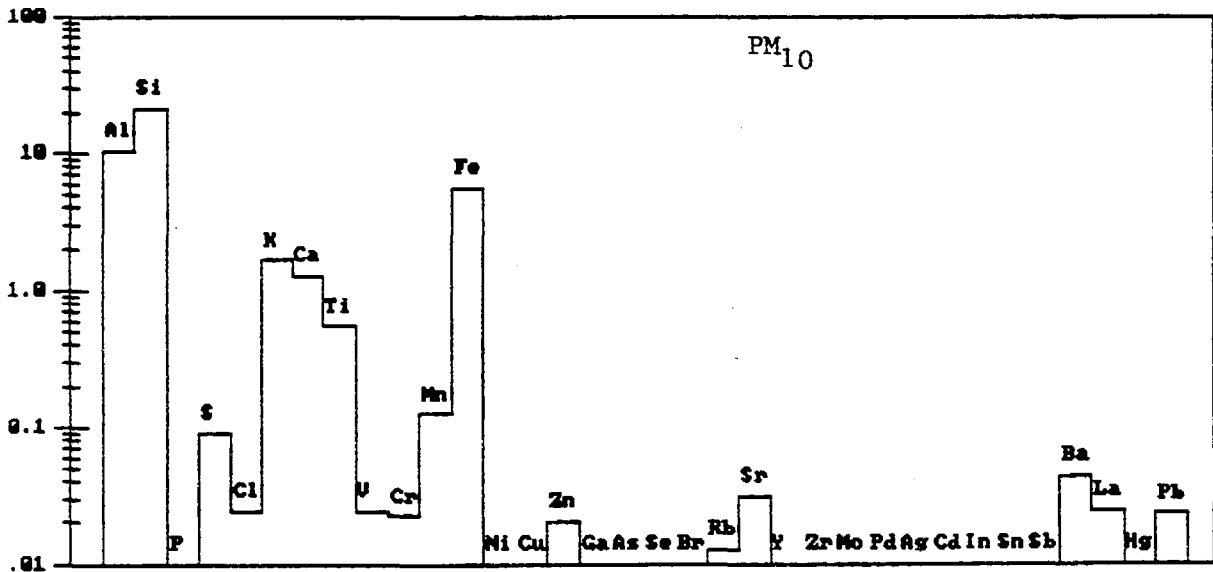 100
PM10
Si
Al
10
Fe
K Ca
1.0
Ti
Mn
S
0.1
Ba
Sr
Cl V Cr Zn La Pb
Rb
P Ni Cu Ga As Se Br Y Zr Mo Pd Ag Cd In Sn Sb Hg
.01